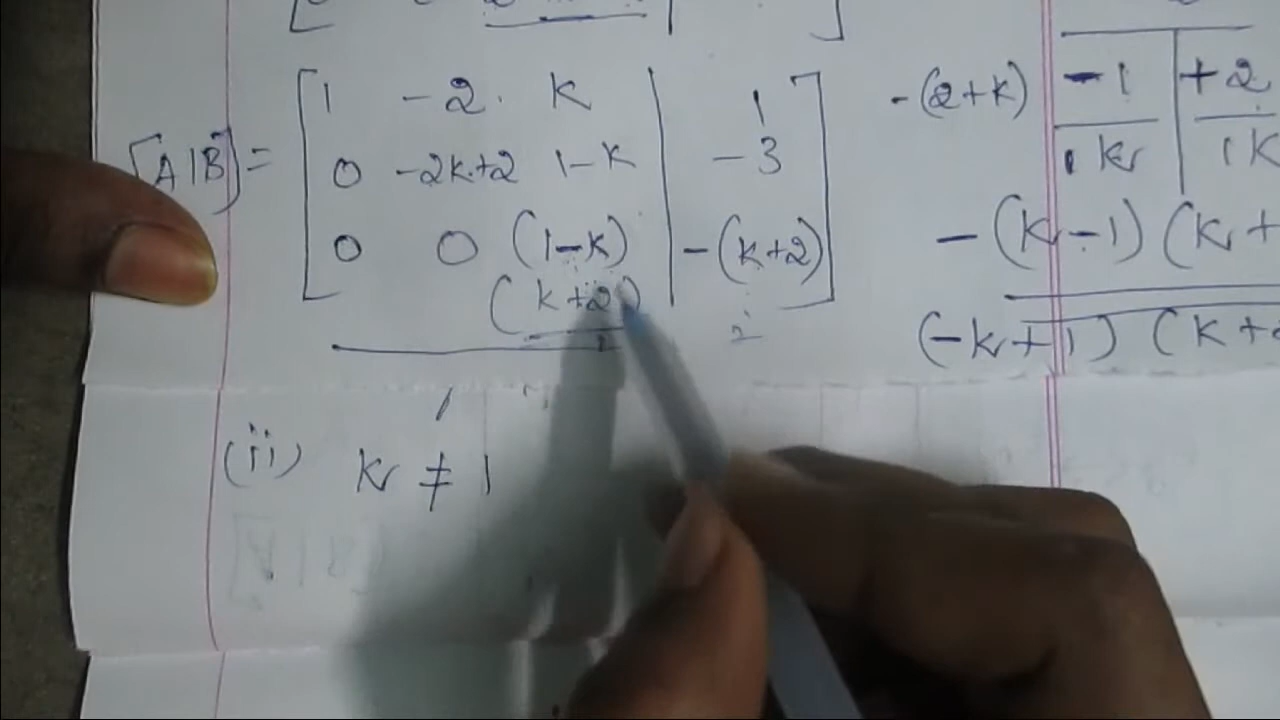 [A|B] = [ 1 -2 k | 1 ]
[ 0 -2k+2 1-k | -3 ]
[ 0 0 (1-k) (k+2) | -(k+2) ]
(ii) k ≠ 1
-(2+k) -1 +2
1 k 1 k
-(k-1) (k+
(-k+1) (k+2